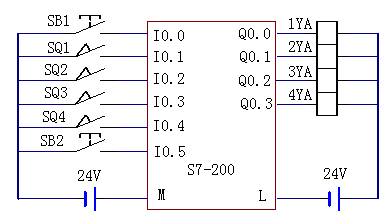 SB1 I0.0 Q0.0 1YA
SQ1 I0.1 Q0.1 2YA
SQ2 I0.2 Q0.2 3YA
SQ3 I0.3 Q0.3 4YA
SQ4 I0.4
SB2 I0.5
S7-200
24V M L 24V